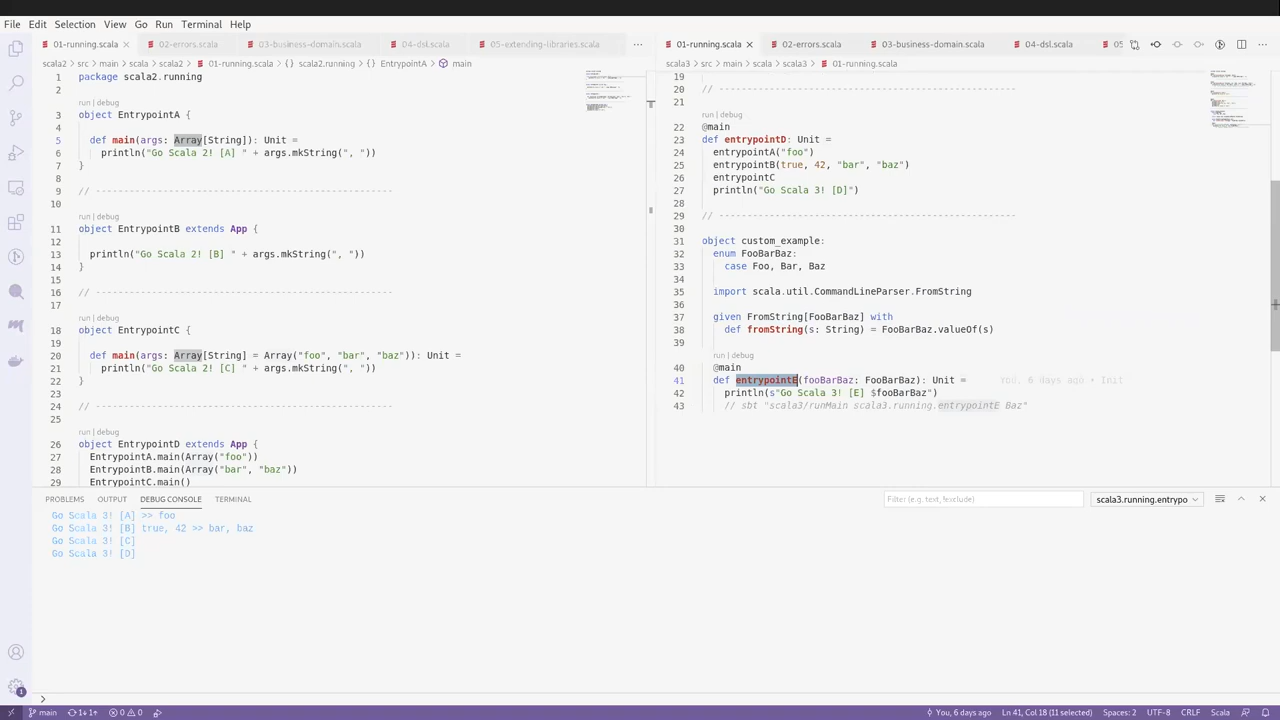 File Edit Selection View Go Run Terminal Help
01-running.scala 02-errors.scala 03-business-domain.scala 04-dsl.scala 05-extending-libraries.scala
scala2 > src > main > scala > scala2 > 01-running.scala > {} scala2.running > EntrypointA > main
package scala2.running
run | debug
3 object EntrypointA {
4
5 def main(args: Array[String]): Unit =
6 println("Go Scala 2! [A] " + args.mkString(", "))
7 }
8
9 // -----------------------------------------------------
10
run | debug
11 object EntrypointB extends App {
12
13 println("Go Scala 2! [B] " + args.mkString(", "))
14 }
15
16 // -----------------------------------------------------
17
run | debug
18 object EntrypointC {
19
20 def main(args: Array[String] = Array("foo", "bar", "baz")): Unit =
21 println("Go Scala 2! [C] " + args.mkString(", "))
22 }
23
24 // -----------------------------------------------------
25
run | debug
26 object EntrypointD extends App {
27 EntrypointA.main(Array("foo"))
28 EntrypointB.main(Array("bar", "baz"))
29 EntrypointC.main()
01-running.scala 02-errors.scala 03-business-domain.scala 04-dsl.scala 05
scala3 > src > main > scala > scala3 > 01-running.scala
19
20 // -----------------------------------------------------
21
run | debug
22 @main
23 def entrypointD: Unit =
24 entrypointA("foo")
25 entrypointB(true, 42, "bar", "baz")
26 entrypointC
27 println("Go Scala 3! [D]")
28
29 // -----------------------------------------------------
30
31 object custom_example:
32 enum FooBarBaz:
33 case Foo, Bar, Baz
34
35 import scala.util.CommandLineParser.FromString
36
37 given FromString[FooBarBaz] with
38 def fromString(s: String) = FooBarBaz.valueOf(s)
39
run | debug
40 @main
41 def entrypointE(fooBarBaz: FooBarBaz): Unit = You, 6 days ago • Init
42 println(s"Go Scala 3! [E] $fooBarBaz")
43 // sbt "scala3/runMain scala3.running.entrypointE Baz"
PROBLEMS OUTPUT DEBUG CONSOLE TERMINAL
Filter (e.g. text, !exclude) scala3.running.entrypo
Go Scala 3! [A] >> foo
Go Scala 3! [B] true, 42 >> bar, baz
Go Scala 3! [C]
Go Scala 3! [D]
main 1↓ 1↑ 0 0 You, 6 days ago Ln 41, Col 18 (11 selected) Spaces: 2 UTF-8 CRLF Scala